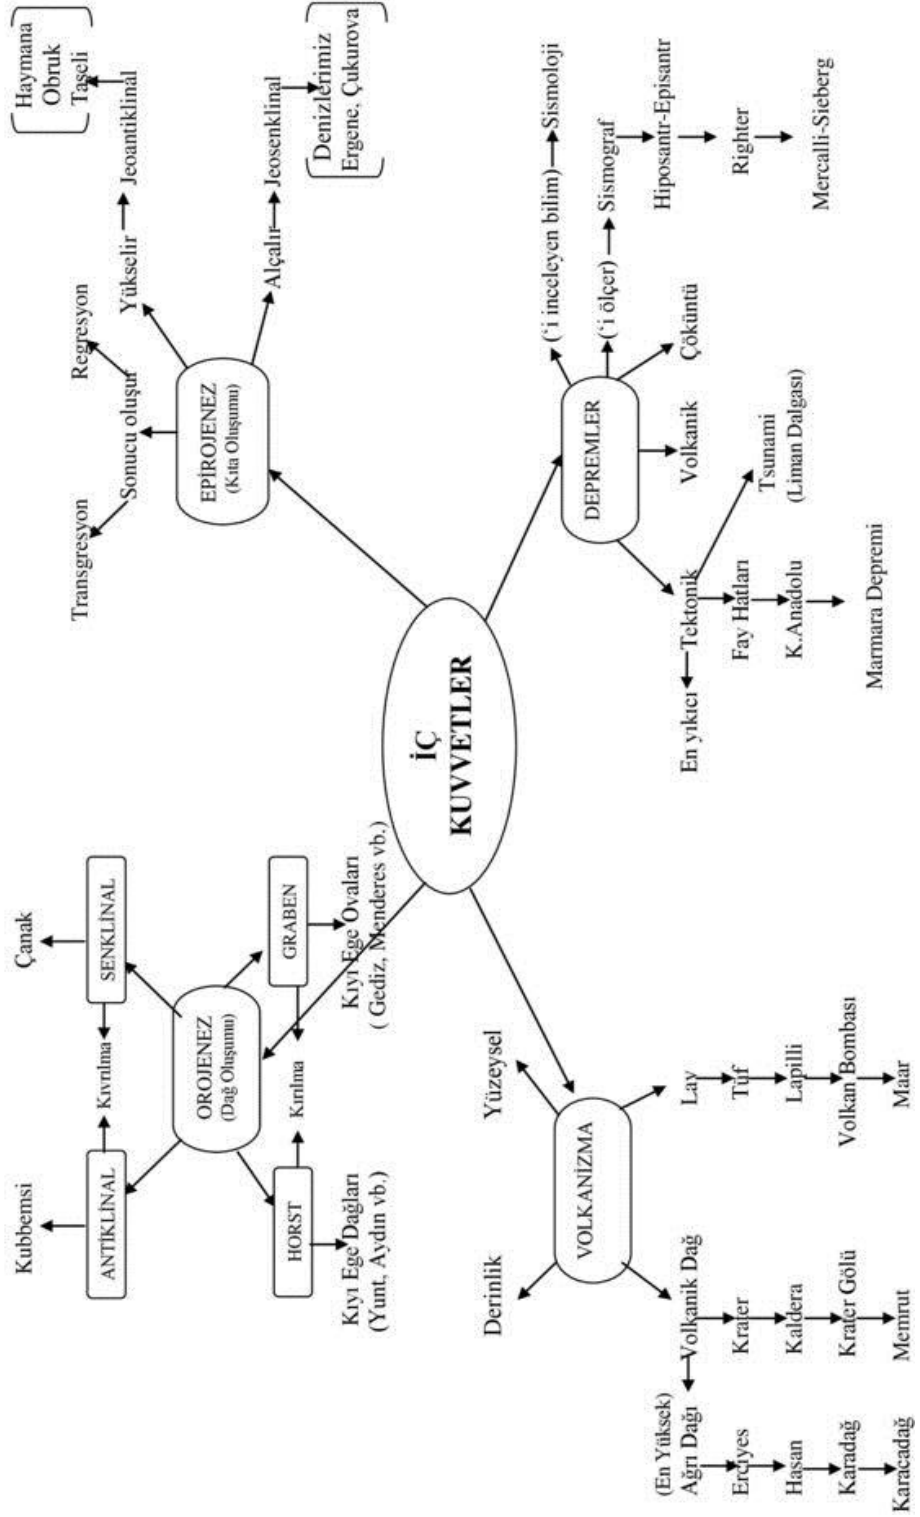 Kubbemsi
Çanak
ANTİKLİNAL
Kıvrılma
SENKLİNAL
OROJENEZ
(Dağ Oluşumu)
HORST
Kırılma
GRABEN
Kıyı Ege Dağları
(Yunt, Aydın vb.)
Kıyı Ege Ovaları
( Gediz, Menderes vb.)
Transgresyon
Regresyon
Sonucu oluşur
Yükselir
Jeoantiklinal
Haymana
Obruk
Taşeli
EPİROJENEZ
(Kıta Oluşumu)
Alçalır
Jeosenklinal
Denizlerimiz
Ergene, Çukurova
İÇ
KUVVETLER
Derinlik
Yüzeysel
VOLKANİZMA
(En Yüksek)
Ağrı Dağı
Erciyes
Hasan
Karadağ
Karacadağ
Volkanik Dağ
Krater
Kaldera
Krater Gölü
Memrut
Lav
Tüf
Lapilli
Volkan Bombası
Maar
DEPREMLER
(‘i inceleyen bilim)
Sismoloji
(‘i ölçer)
Sismograf
Hiposantr-Episantr
Righter
Mercalli-Sieberg
En yıkıcı
Tektonik
Volkanik
Çöküntü
Fay Hatları
K.Anadolu
Marmara Depremi
Tsunami
(Liman Dalgası)